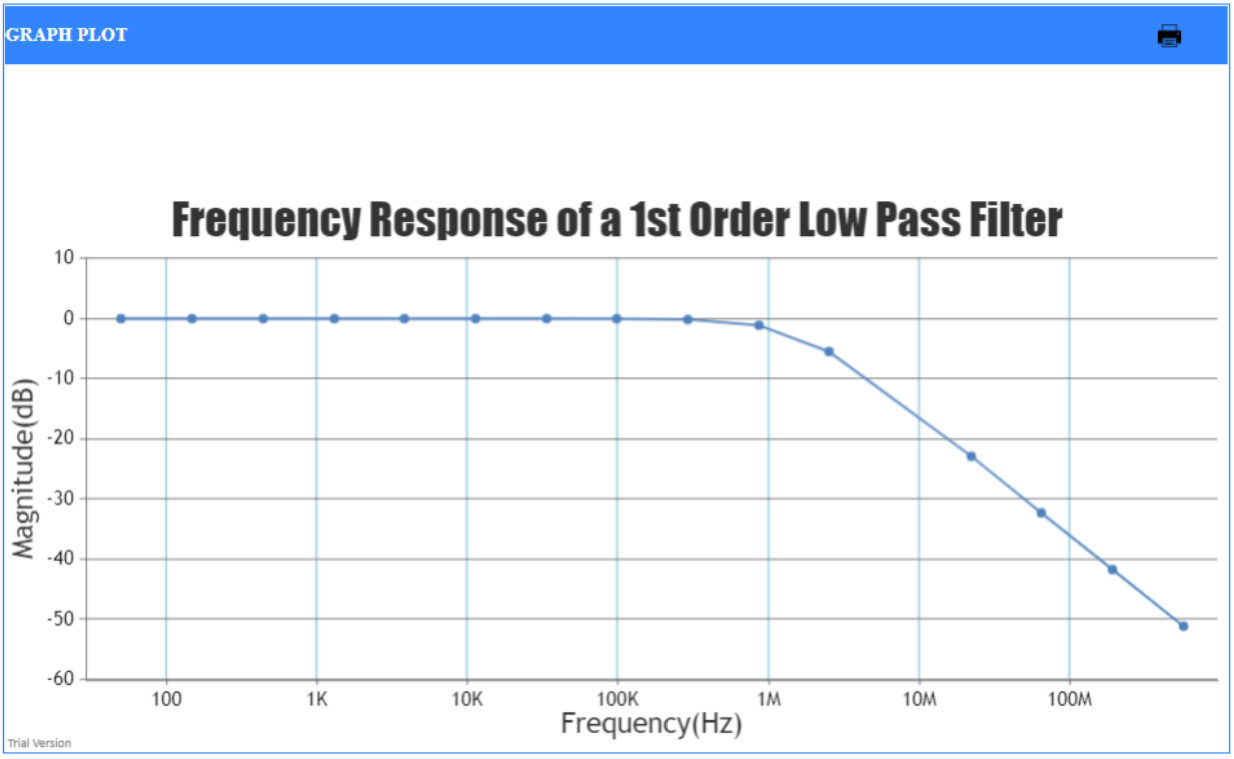 GRAPH PLOT
Frequency Response of a 1st Order Low Pass Filter
10
0
-10
-20
-30
-40
-50
-60
Magnitude(dB)
100 1K 10K 100K 1M 10M 100M
Frequency(Hz)
Trial Version